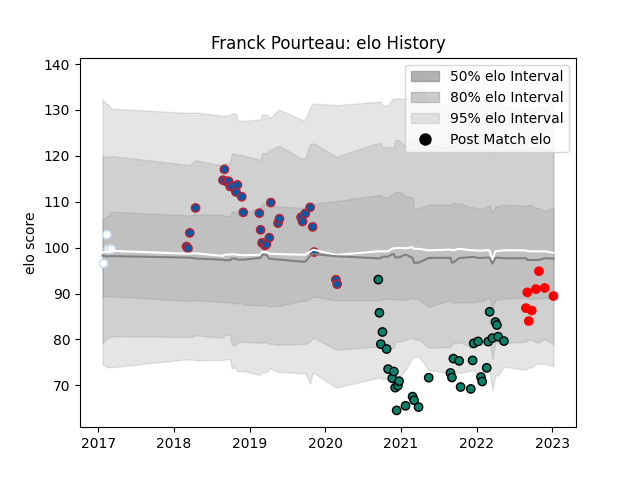 Franck Pourteau: elo History
50% elo Interval
80% elo Interval
95% elo Interval
Post Match elo
elo score
140
130
120
110
100
90
80
70
2017 2018 2019 2020 2021 2022 2023